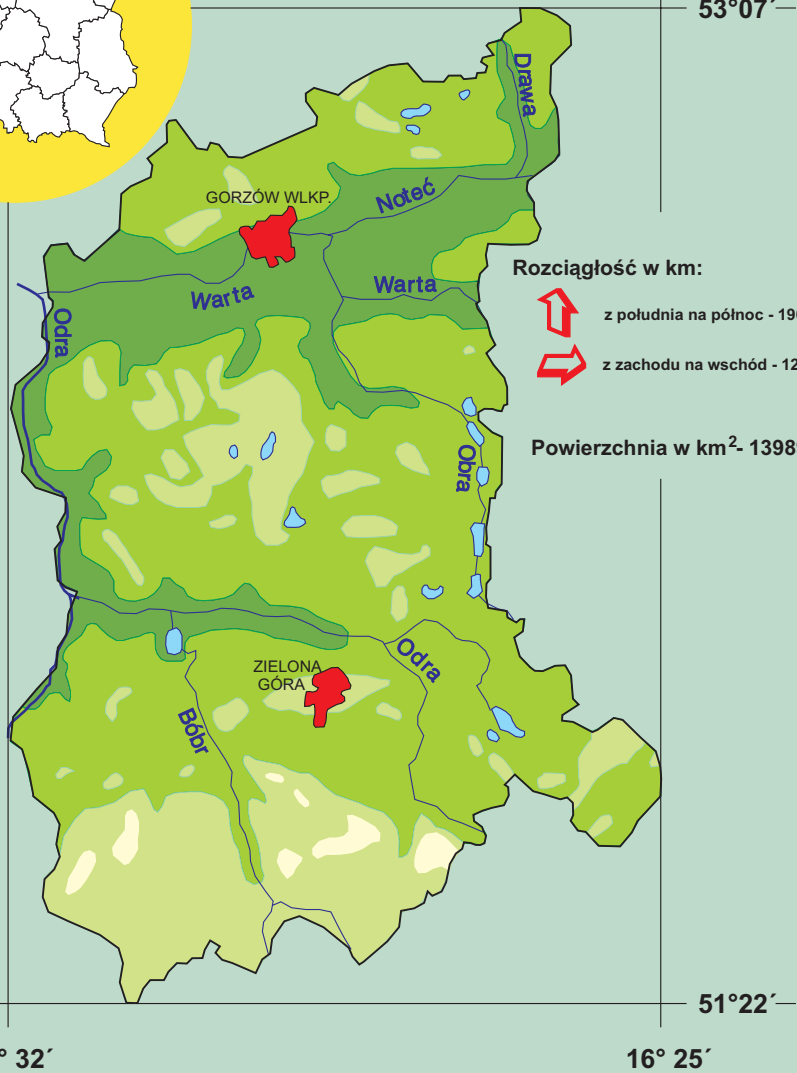 53°07´
Drawa
GORZÓW WLKP.
Noteć
Warta
Warta
Odra
Rozciągłość w km:
z południa na północ - 19
z zachodu na wschód - 12
Powierzchnia w km²- 1398
Obra
ZIELONA
GÓRA
Odra
Bóbr
51°22´
° 32´
16° 25´